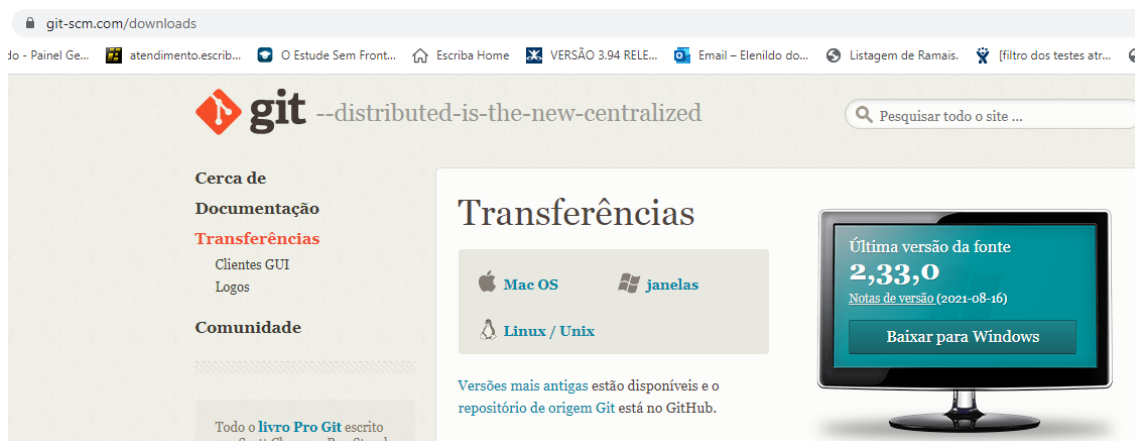 git-scm.com/downloads
do - Painel Ge... atendimento.escrib... O Estude Sem Front... Escriba Home VERSÃO 3.94 RELE... Email – Elenildo do... Listagem de Ramais. [filtro dos testes atr...
git --distributed-is-the-new-centralized
Pesquisar todo o site ...
Cerca de
Documentação
Transferências
Clientes GUI
Logos
Comunidade
Todo o livro Pro Git escrito
Transferências
Mac OS
janelas
Linux / Unix
Versões mais antigas estão disponíveis e o
repositório de origem Git está no GitHub.
Última versão da fonte
2,33,0
Notas de versão (2021-08-16)
Baixar para Windows